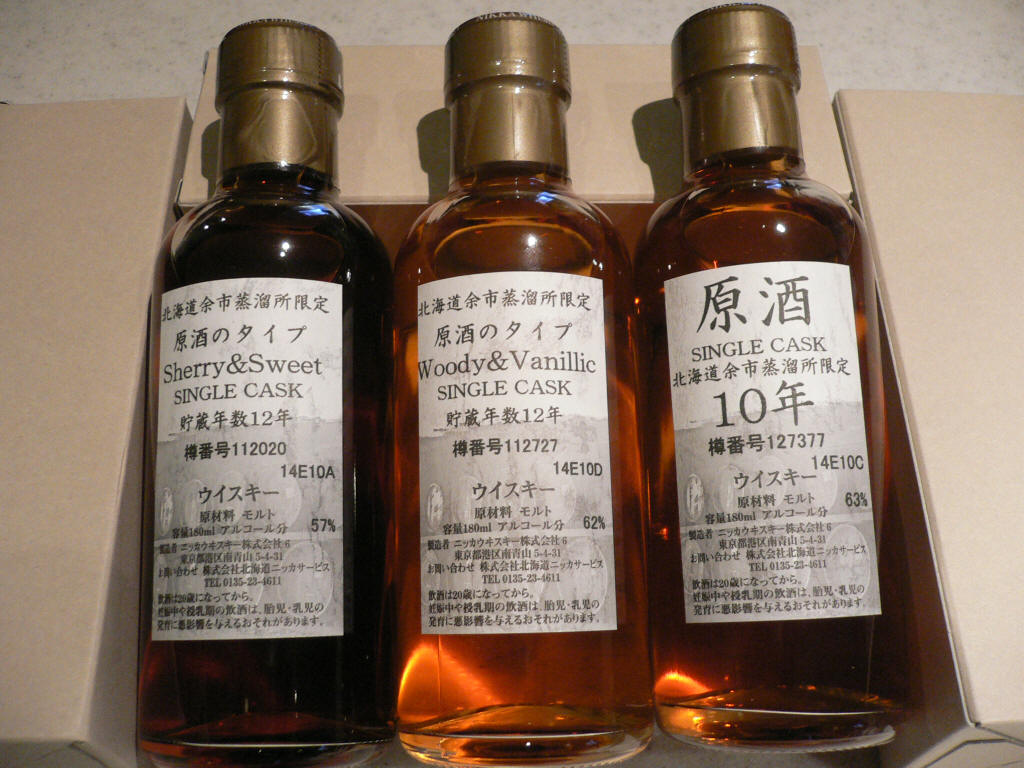 北海道余市蒸溜所限定
原酒のタイプ
Sherry&Sweet
SINGLE CASK
貯蔵年数12年
樽番号112020
14E10A
ウイスキー
原材料 モルト
容量180ml アルコール分 57%
製造者 ニッカウヰスキー株式会社 6
東京都港区南青山 5-4-31
お問い合わせ 株式会社北海道ニッカサービス
TEL 0135-23-4611
飲酒は20歳になってから。
妊娠中や授乳期の飲酒は、胎児・乳児の
発育に悪影響を与えるおそれがあります。
北海道余市蒸溜所限定
原酒のタイプ
Woody&Vanillic
SINGLE CASK
貯蔵年数12年
樽番号112727
14E10D
ウイスキー
原材料 モルト
容量180ml アルコール分 62%
製造者 ニッカウヰスキー株式会社 6
東京都港区南青山 5-4-31
お問い合わせ 株式会社北海道ニッカサービス
TEL 0135-23-4611
飲酒は20歳になってから。
妊娠中や授乳期の飲酒は、胎児・乳児の
発育に悪影響を与えるおそれがあります。
原酒
SINGLE CASK
北海道余市蒸溜所限定
10年
樽番号127377
14E10C
ウイスキー
原材料 モルト 63%
容量180ml アルコール分
製造者 ニッカウヰスキー株式会社 6
東京都港区南青山 5-4-31
お問い合わせ 株式会社北海道ニッカサービス
TEL 0135-23-4611
飲酒は20歳になってから。
妊娠中や授乳期の飲酒は、胎児・乳児の
発育に悪影響を与えるおそれがあります。